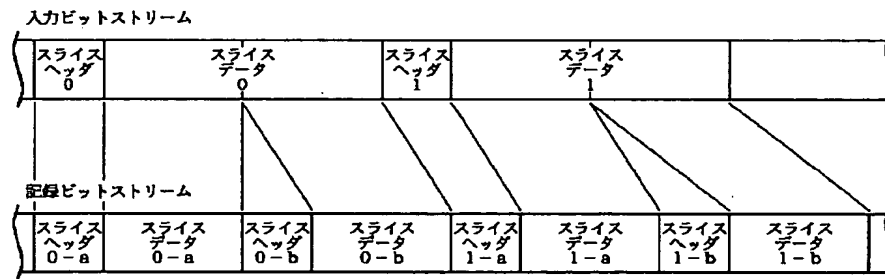 入力ビットストリーム
スライス
ヘッダ
0
スライス
データ
0
スライス
ヘッダ
1
スライス
データ
1
記録ビットストリーム
スライス
ヘッダ
0-a
スライス
データ
0-a
スライス
ヘッダ
0-b
スライス
データ
0-b
スライス
ヘッダ
1-a
スライス
データ
1-a
スライス
ヘッダ
1-b
スライス
データ
1-b